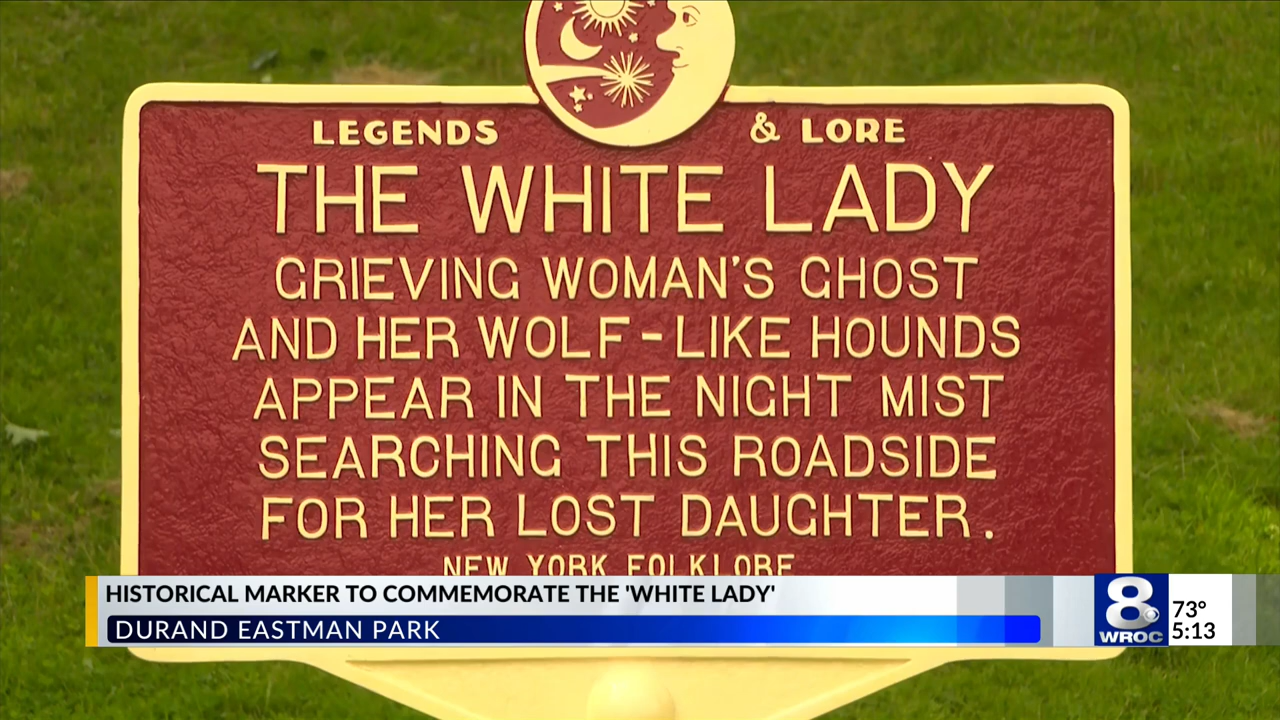 LEGENDS & LORE
THE WHITE LADY
GRIEVING WOMAN'S GHOST
AND HER WOLF-LIKE HOUNDS
APPEAR IN THE NIGHT MIST
SEARCHING THIS ROADSIDE
FOR HER LOST DAUGHTER.
NEW YORK FOLKLORE
HISTORICAL MARKER TO COMMEMORATE THE 'WHITE LADY'
DURAND EASTMAN PARK
8
WROC
73°
5:13